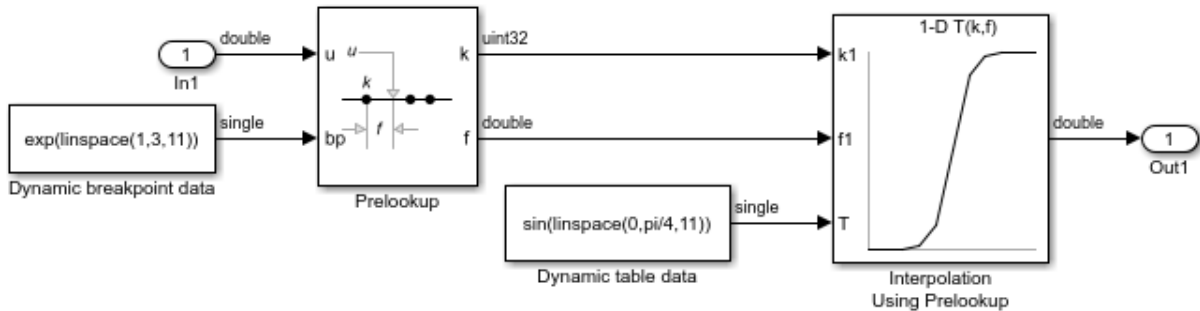 1-D T(k,f)
double
uint32
1
u
u
k
k1
In1
k
exp(linspace(1,3,11))
single
bp
f
f
double
f1
double
1
Out1
Dynamic breakpoint data
Prelookup
sin(linspace(0,pi/4,11))
single
T
Dynamic table data
Interpolation
Using Prelookup